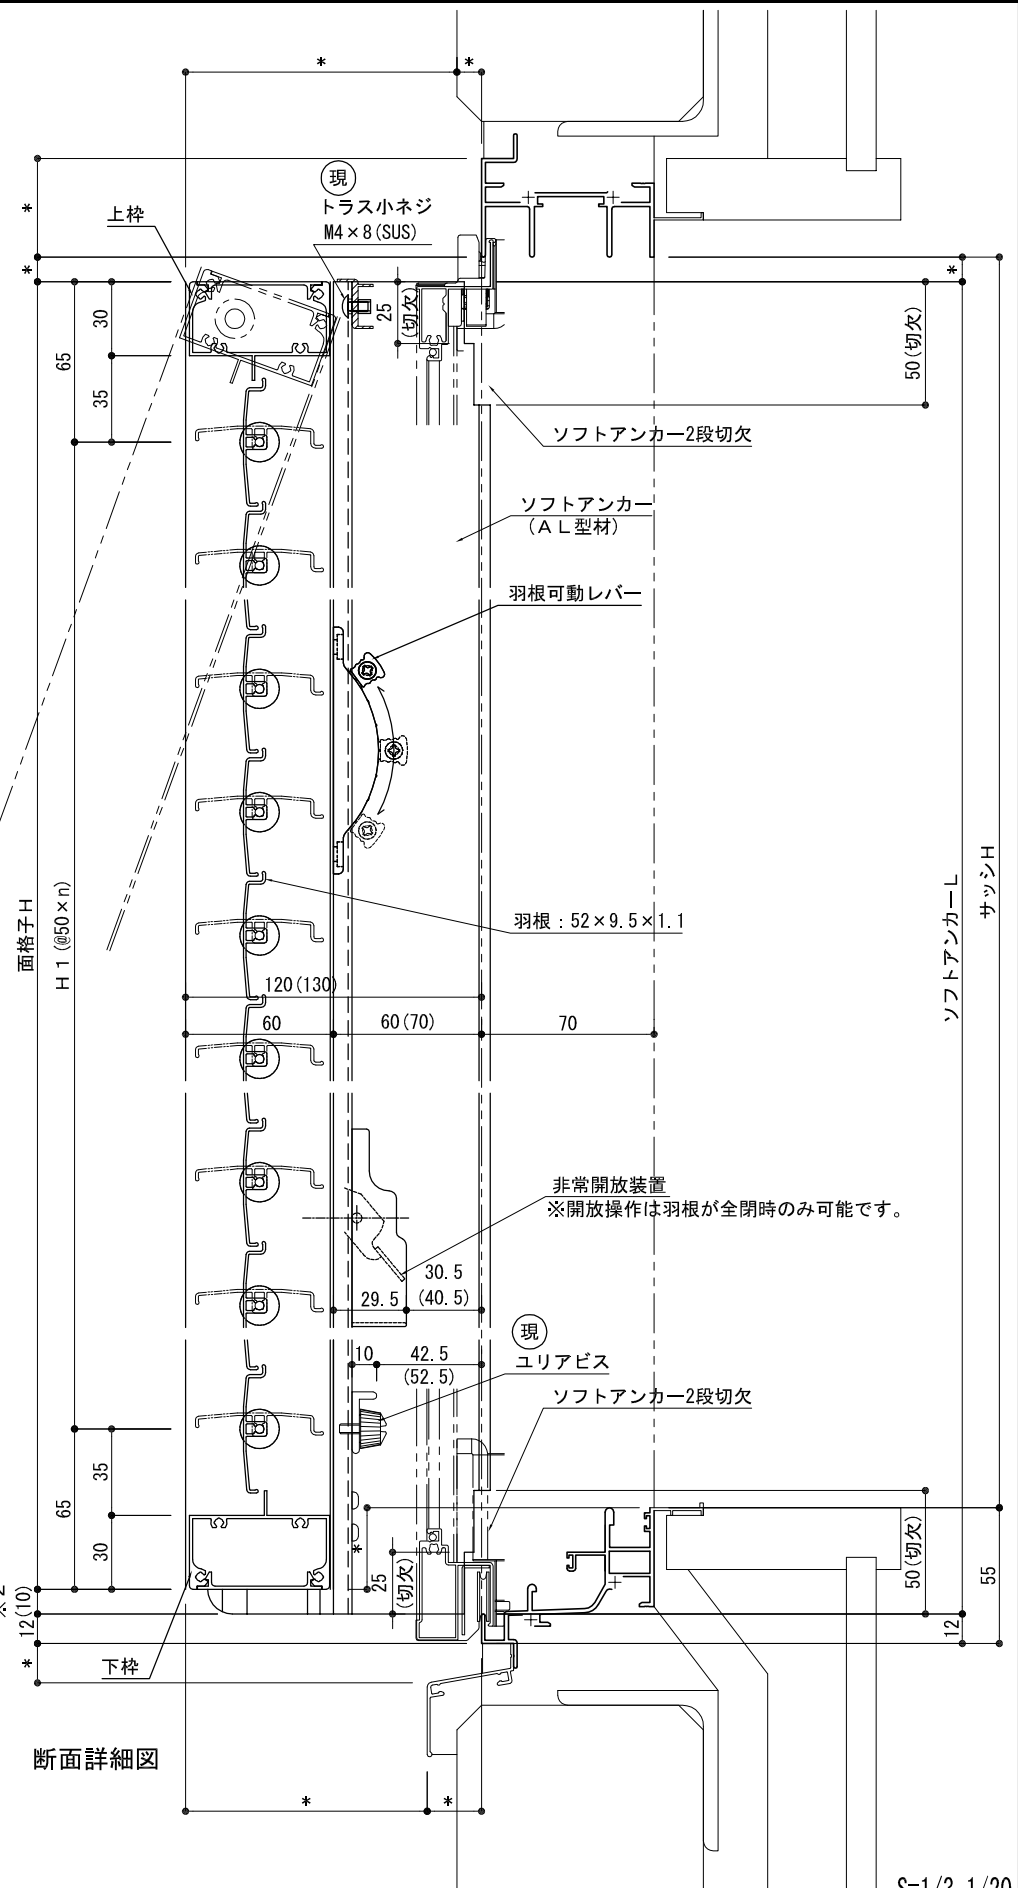 *
*
現
トラス小ネジ
M4×8(SUS)
上枠
*
*
*
30
65
35
25
(切欠)
50(切欠)
ソフトアンカー2段切欠
ソフトアンカー
(AL型材)
羽根可動レバー
羽根：52×9.5×1.1
面格子H
H1(@50×n)
ソフトアンカーL
サッシH
120(130)
60
60(70)
70
非常開放装置
※開放操作は羽根が全閉時のみ可能です。
30.5
29.5
(40.5)
現
10
42.5
ユリアビス
(52.5)
ソフトアンカー2段切欠
35
65
30
*
25
(切欠)
50(切欠)
55
12(10)
12
*
下枠
断面詳細図
*
*